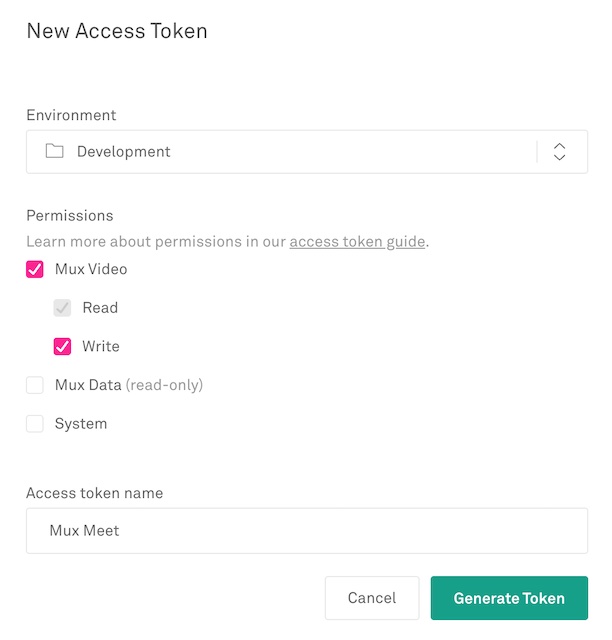 New Access Token
Environment
Development
Permissions
Learn more about permissions in our access token guide.
Mux Video
Read
Write
Mux Data (read-only)
System
Access token name
Mux Meet
Cancel
Generate Token